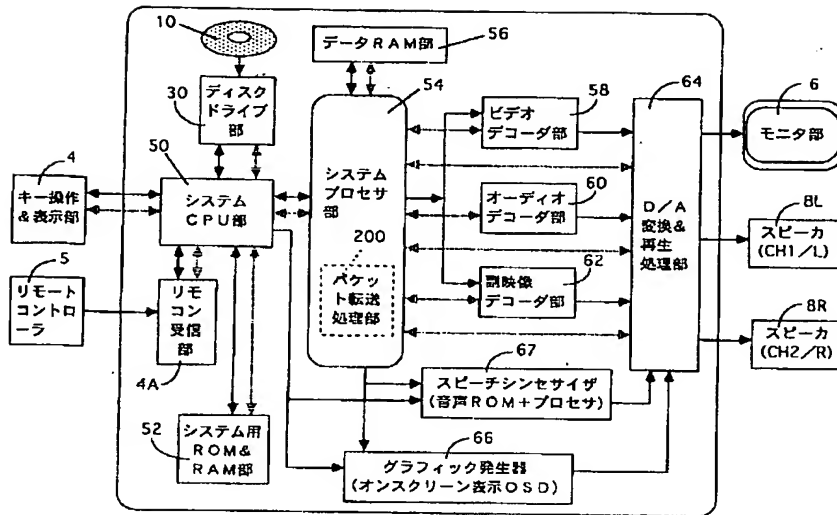 10
データRAM部
56
30
ディスク
ドライブ
部
54
58
ビデオ
デコーダ部
64
6
モニタ部
50
4
キー操作
&表示部
システム
CPU部
システム
プロセサ
部
60
オーディオ
デコーダ部
D/A
変換&
再生
処理部
8L
スピーカ
(CH1/L)
200
パケッ
ト転送
処理部
62
副映像
デコーダ部
5
リモート
コントロ
ーラ
リモ
コン
受信
部
4A
8R
スピーカ
(CH2/R)
67
スピーチシンセサイザ
(音声ROM+プロセサ)
52
システム用
ROM&
RAM部
66
グラフィック発生器
(オンスクリーン表示OSD)